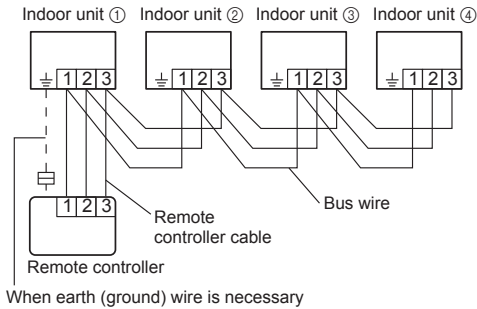 Indoor unit ① Indoor unit ② Indoor unit ③ Indoor unit ④
1 2 3 1 2 3 1 2 3 1 2 3
1 2 3
Bus wire
Remote
controller cable
Remote controller
When earth (ground) wire is necessary